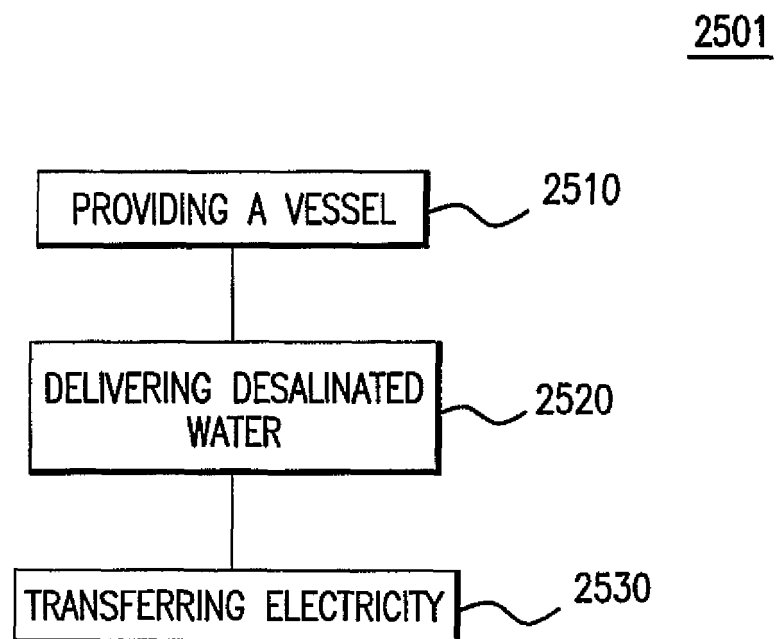 2501
PROVIDING A VESSEL
2510
DELIVERING DESALINATED
WATER
2520
TRANSFERRING ELECTRICITY
2530